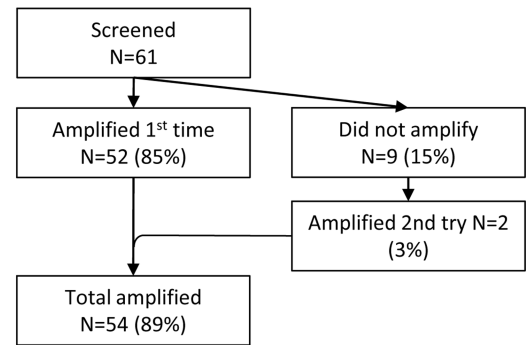 Screened
N=61
Amplified 1st time
N=52 (85%)
Did not amplify
N=9 (15%)
Amplified 2nd try N=2
(3%)
Total amplified
N=54 (89%)